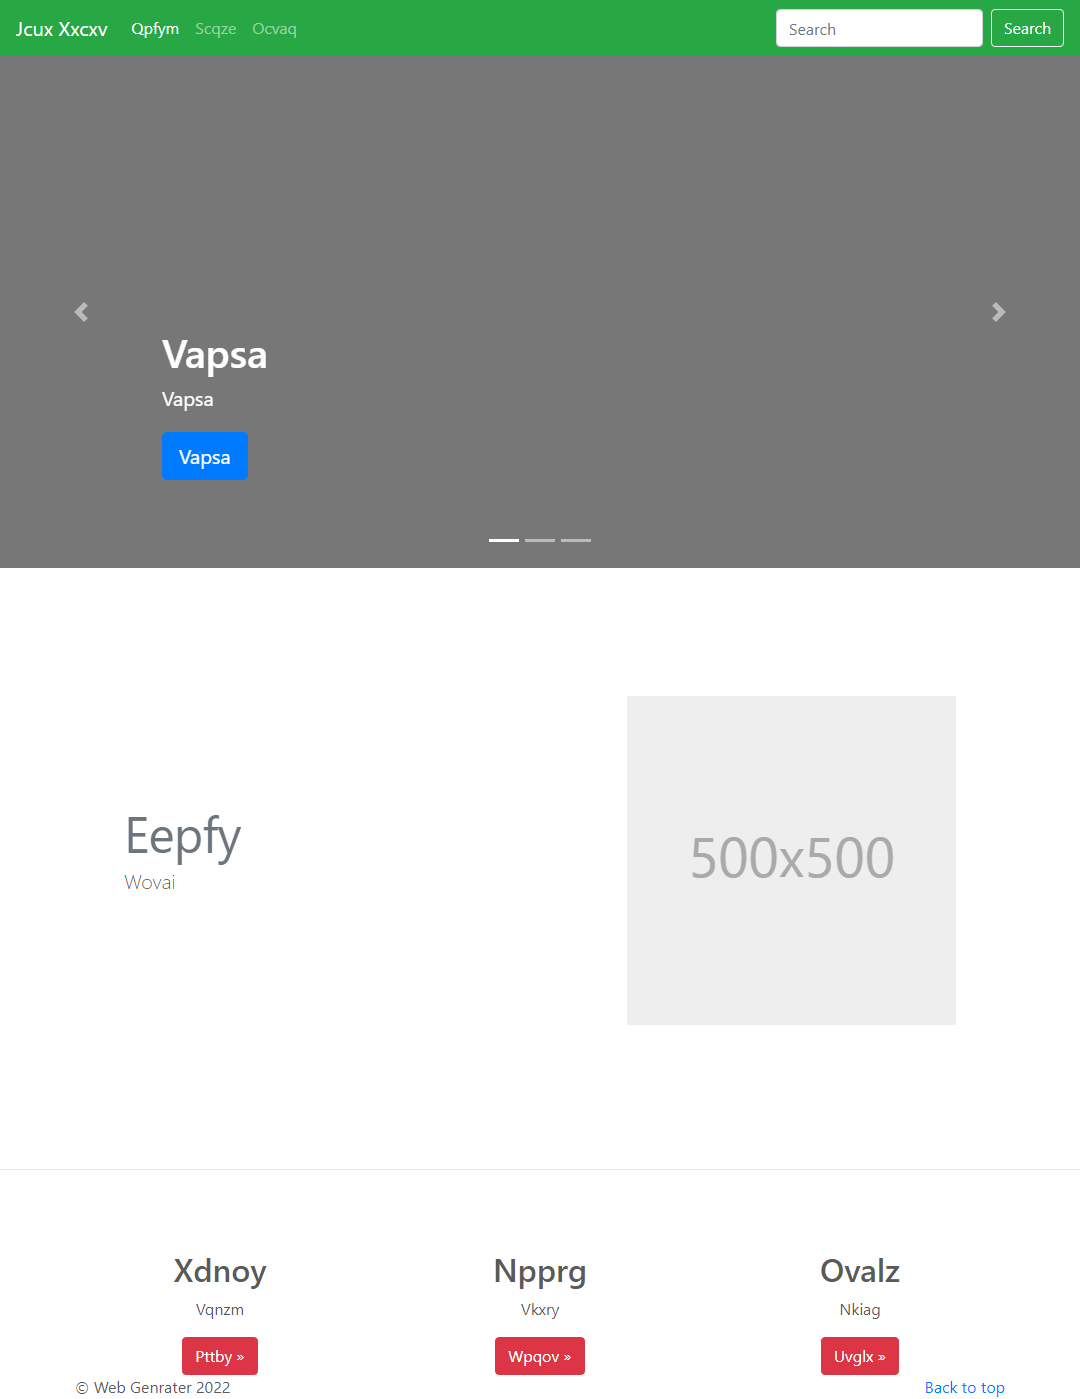 Jcux Xxcxv Qpfym Scqze Ocvaq Search Search
Vapsa
Vapsa
Vapsa
Eepfy
Wovai
500x500
Xdnoy
Vqnzm
Pttby »
Npprg
Vkxry
Wpqov »
Ovalz
Nkiag
Uvglx »
© Web Genrater 2022 Back to top